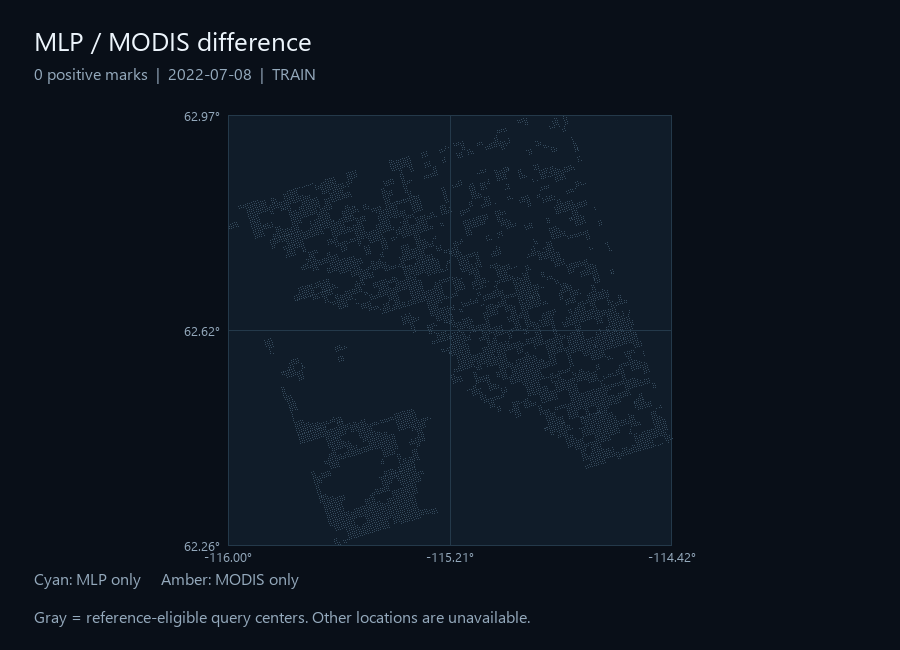 MLP / MODIS difference
0 positive marks | 2022-07-08 | TRAIN
62.97°
62.62°
62.26°
-116.00° -115.21° -114.42°
Cyan: MLP only Amber: MODIS only
Gray = reference-eligible query centers. Other locations are unavailable.